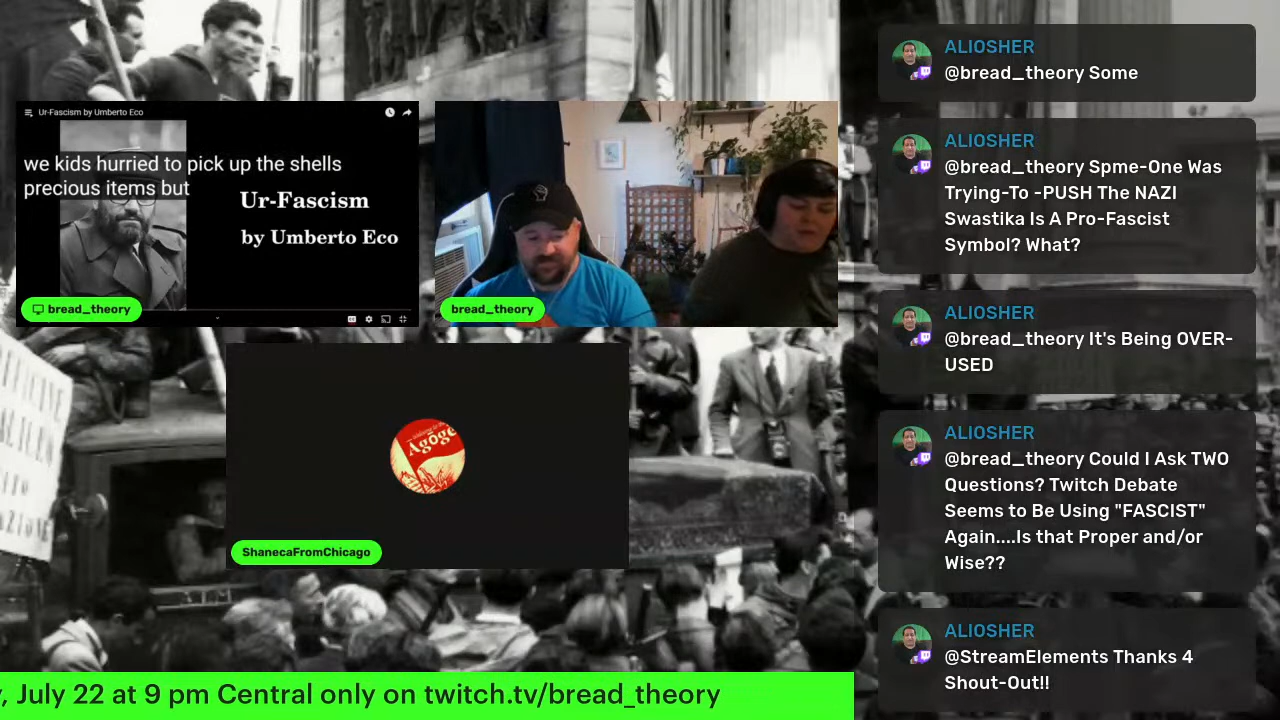 Ur-Fascism by Umberto Eco
we kids hurried to pick up the shells
precious items but
Ur-Fascism
by Umberto Eco
bread_theory
bread_theory
Agōge
ShanecaFromChicago
, July 22 at 9 pm Central only on twitch.tv/bread_theory
ALIOSHER
@bread_theory Some
ALIOSHER
@bread_theory Spme-One Was
Trying-To -PUSH The NAZI
Swastika Is A Pro-Fascist
Symbol? What?
ALIOSHER
@bread_theory It's Being OVER-
USED
ALIOSHER
@bread_theory Could I Ask TWO
Questions? Twitch Debate
Seems to Be Using "FASCIST"
Again....Is that Proper and/or
Wise??
ALIOSHER
@StreamElements Thanks 4
Shout-Out!!